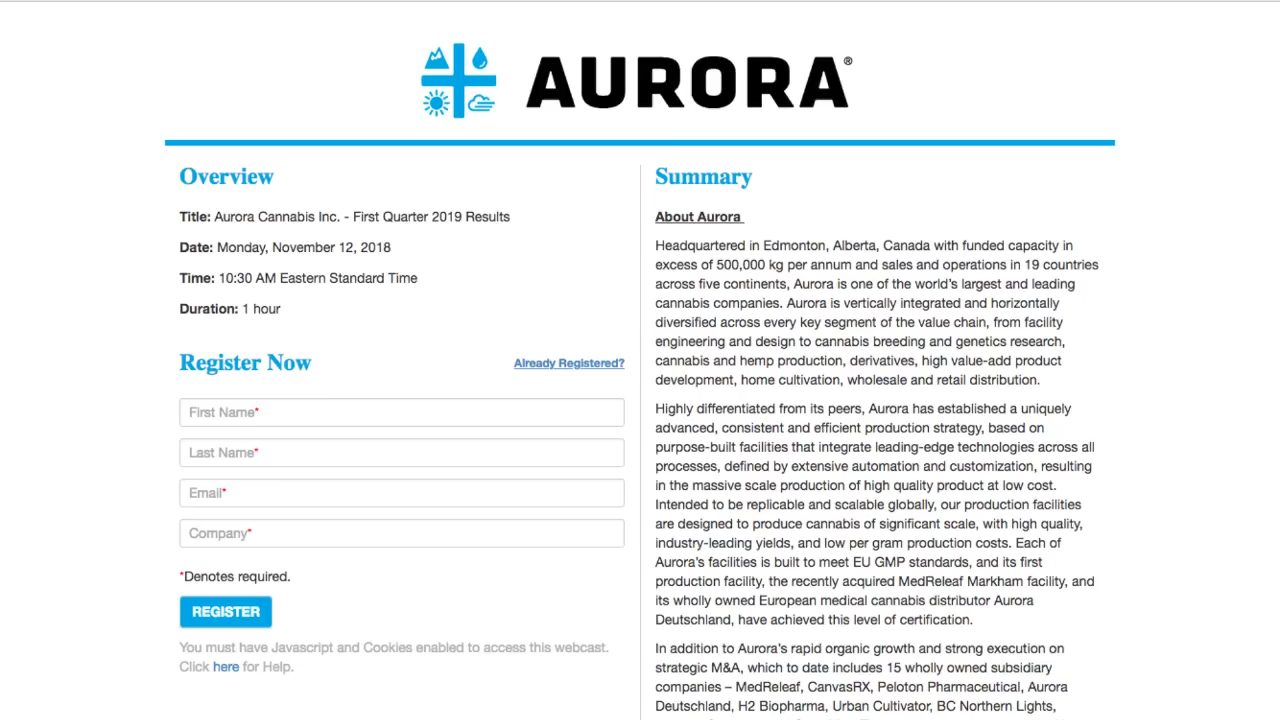 AURORA®
Overview
Title: Aurora Cannabis Inc. - First Quarter 2019 Results
Date: Monday, November 12, 2018
Time: 10:30 AM Eastern Standard Time
Duration: 1 hour
Register Now
Already Registered?
First Name*
Last Name*
Email*
Company*
*Denotes required.
REGISTER
You must have Javascript and Cookies enabled to access this webcast.
Click here for Help.
Summary
About Aurora
Headquartered in Edmonton, Alberta, Canada with funded capacity in
excess of 500,000 kg per annum and sales and operations in 19 countries
across five continents, Aurora is one of the world's largest and leading
cannabis companies. Aurora is vertically integrated and horizontally
diversified across every key segment of the value chain, from facility
engineering and design to cannabis breeding and genetics research,
cannabis and hemp production, derivatives, high value-add product
development, home cultivation, wholesale and retail distribution.
Highly differentiated from its peers, Aurora has established a uniquely
advanced, consistent and efficient production strategy, based on
purpose-built facilities that integrate leading-edge technologies across all
processes, defined by extensive automation and customization, resulting
in the massive scale production of high quality product at low cost.
Intended to be replicable and scalable globally, our production facilities
are designed to produce cannabis of significant scale, with high quality,
industry-leading yields, and low per gram production costs. Each of
Aurora's facilities is built to meet EU GMP standards, and its first
production facility, the recently acquired MedReleaf Markham facility, and
its wholly owned European medical cannabis distributor Aurora
Deutschland, have achieved this level of certification.
In addition to Aurora's rapid organic growth and strong execution on
strategic M&A, which to date includes 15 wholly owned subsidiary
companies – MedReleaf, CanvasRX, Peloton Pharmaceutical, Aurora
Deutschland, H2 Biopharma, Urban Cultivator, BC Northern Lights,